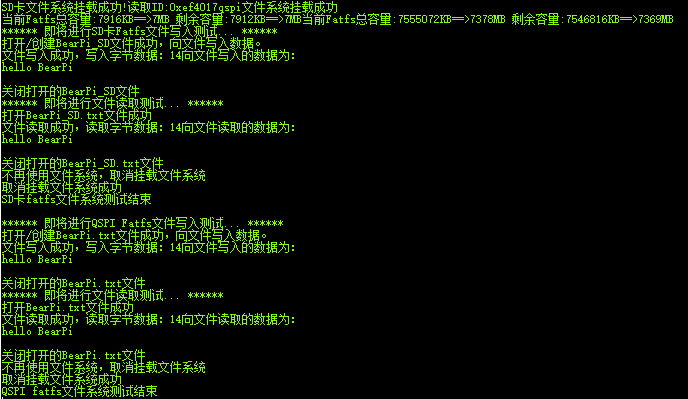 SD卡文件系统挂载成功!读取ID:0xef4017qspi文件系统挂载成功
当前Fatfs总容量:7916KB==>7MB 剩余容量:7912KB==>7MB当前Fatfs总容量:7555072KB==>7378MB 剩余容量:7546816KB==>7369MB
****** 即将进行SD卡Fatfs文件写入测试... ******
打开/创建BearPi_SD文件成功，向文件写入数据。
文件写入成功，写入字节数据：14向文件写入的数据为：
hello BearPi
关闭打开的BearPi_SD文件
****** 即将进行文件读取测试... ******
打开BearPi_SD.txt文件成功
文件读取成功，读取字节数据：14向文件读取的数据为：
hello BearPi
关闭打开的BearPi_SD.txt文件
不再使用文件系统，取消挂载文件系统
取消挂载文件系统成功
SD卡fatfs文件系统测试结束
****** 即将进行QSPI Fatfs文件写入测试... ******
打开/创建BearPi.txt文件成功，向文件写入数据。
文件写入成功，写入字节数据：14向文件写入的数据为：
hello BearPi
关闭打开的BearPi.txt文件
****** 即将进行文件读取测试... ******
打开BearPi.txt文件成功
文件读取成功，读取字节数据：14向文件读取的数据为：
hello BearPi
关闭打开的BearPi.txt文件
不再使用文件系统，取消挂载文件系统
取消挂载文件系统成功
QSPI fatfs文件系统测试结束